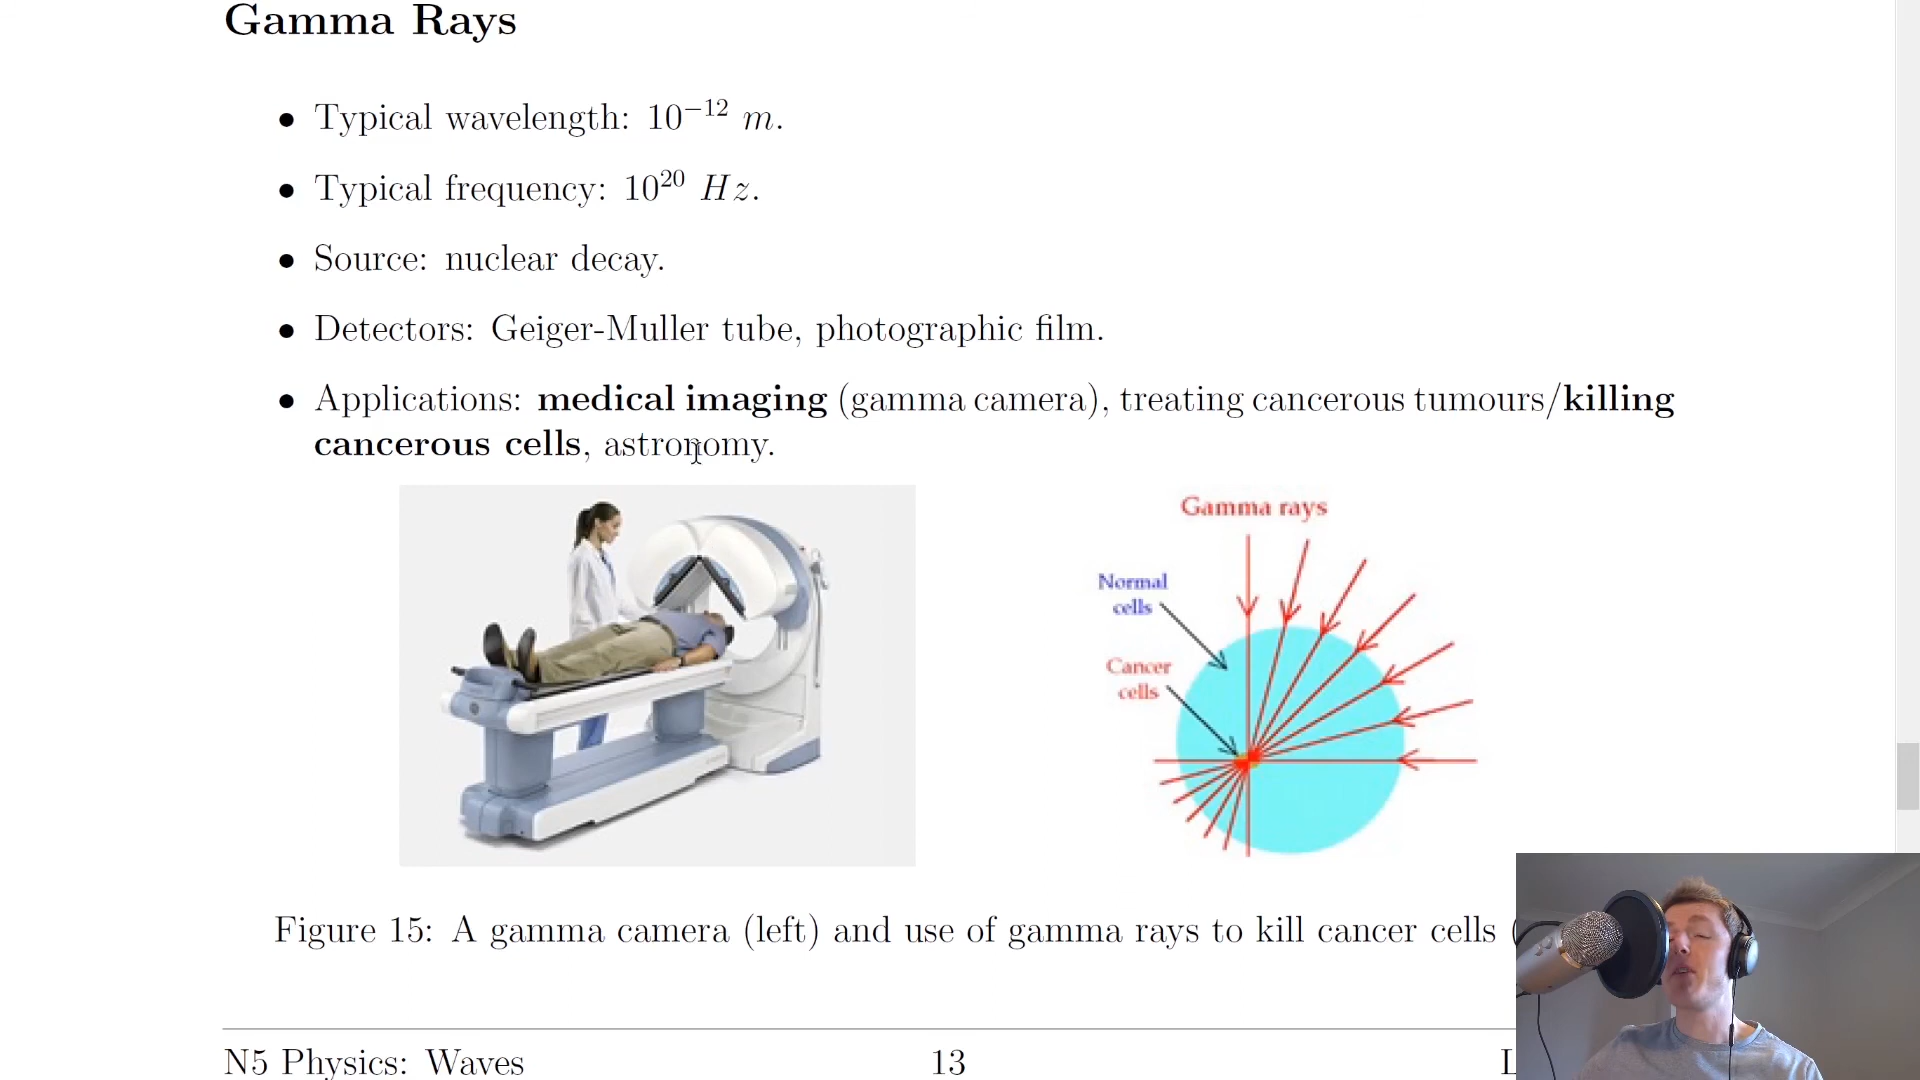 Gamma Rays
• Typical wavelength: 10⁻¹² m.
• Typical frequency: 10²⁰ Hz.
• Source: nuclear decay.
• Detectors: Geiger-Muller tube, photographic film.
• Applications: medical imaging (gamma camera), treating cancerous tumours/killing
cancerous cells, astronomy.
Gamma rays
Normal
cells
Cancer
cells
Figure 15: A gamma camera (left) and use of gamma rays to kill cancer cells (
N5 Physics: Waves
13